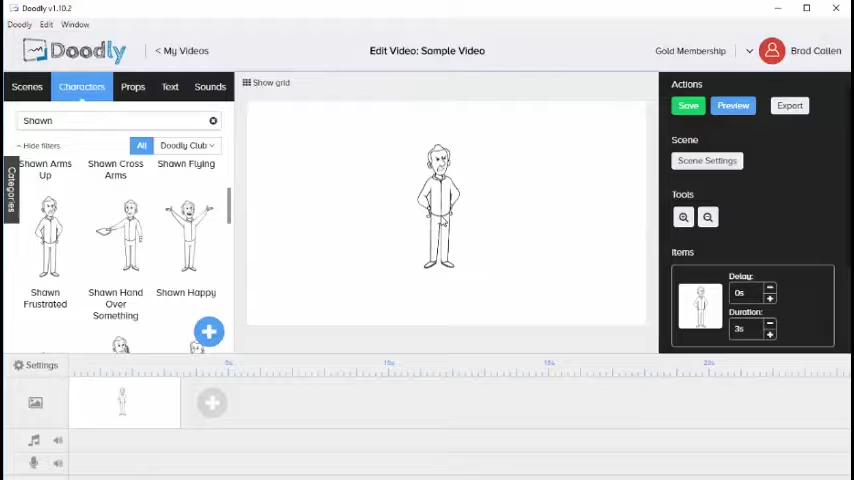 Doodly v1.10.2
Doodly Edit Window
Doodly
< My Videos
Edit Video: Sample Video
Gold Membership
Brad Callen
Scenes Characters Props Text Sounds
Show grid
Actions
Save Preview Export
Shawn
Hide filters
All
Doodly Club
Scene
Scene Settings
Categories
Shawn Arms Up
Shawn Cross Arms
Shawn Flying
Tools
Items
Delay:
0s
Duration:
3s
Shawn Frustrated
Shawn Hand Over Something
Shawn Happy
Settings
5s 10s 15s 20s